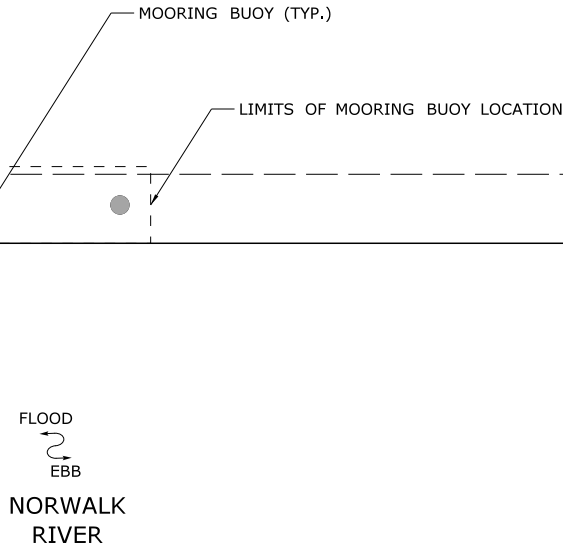 MOORING BUOY (TYP.)
LIMITS OF MOORING BUOY LOCATION
FLOOD
EBB
NORWALK
RIVER